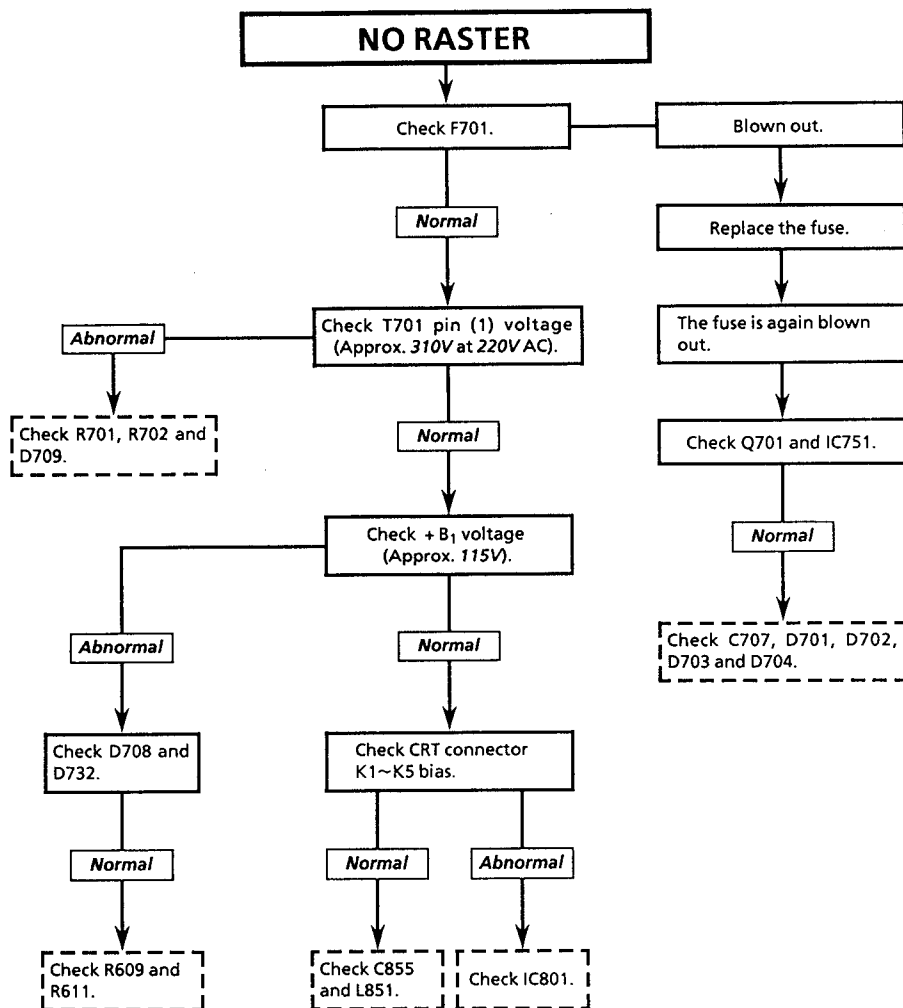 NO RASTER
Check F701.
Blown out.
Normal
Replace the fuse.
Check T701 pin (1) voltage
(Approx. 310V at 220V AC).
Abnormal
The fuse is again blown
out.
Check R701, R702 and
D709.
Normal
Check Q701 and IC751.
Check + B₁ voltage
(Approx. 115V).
Normal
Abnormal
Normal
Check C707, D701, D702,
D703 and D704.
Check D708 and
D732.
Check CRT connector
K1~K5 bias.
Normal
Normal
Abnormal
Check R609 and
R611.
Check C855
and L851.
Check IC801.